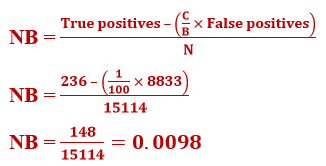 NB = True positives – (C/B × False positives) / N
NB = 236 – (1/100 × 8833) / 15114
NB = 148 / 15114 = 0.0098